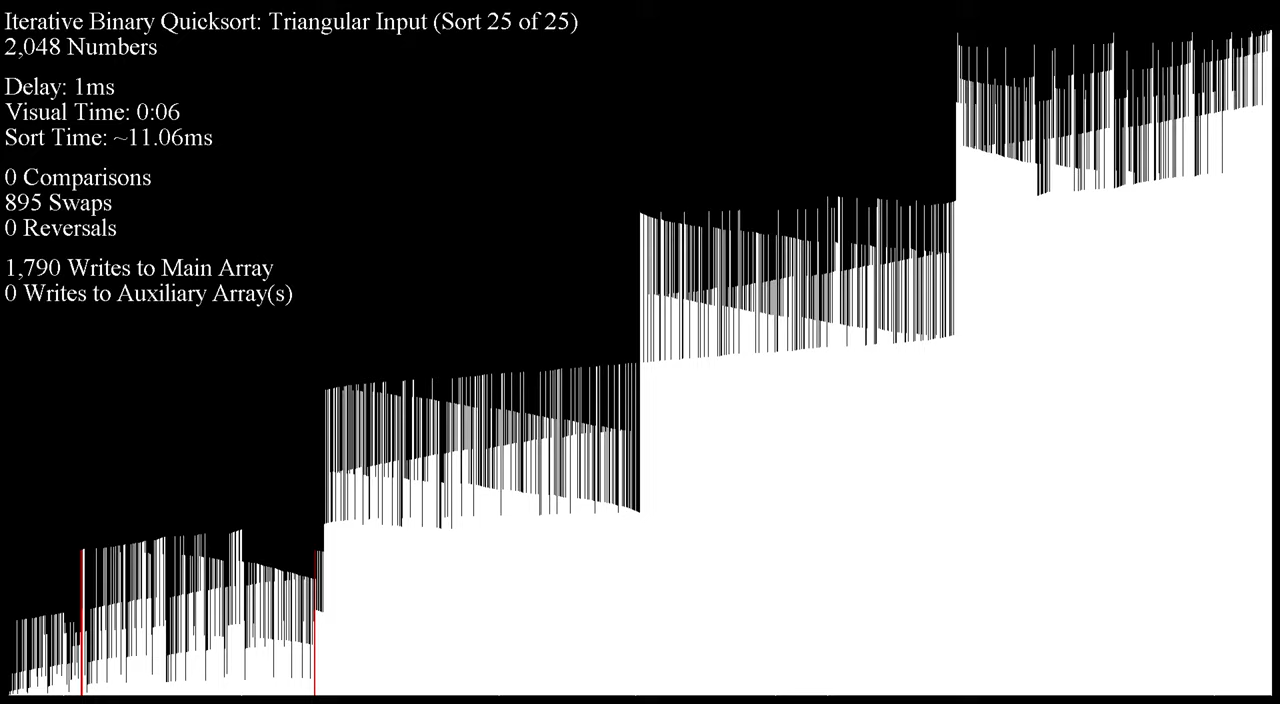 Iterative Binary Quicksort: Triangular Input (Sort 25 of 25)
2,048 Numbers
Delay: 1ms
Visual Time: 0:06
Sort Time: ~11.06ms
0 Comparisons
895 Swaps
0 Reversals
1,790 Writes to Main Array
0 Writes to Auxiliary Array(s)